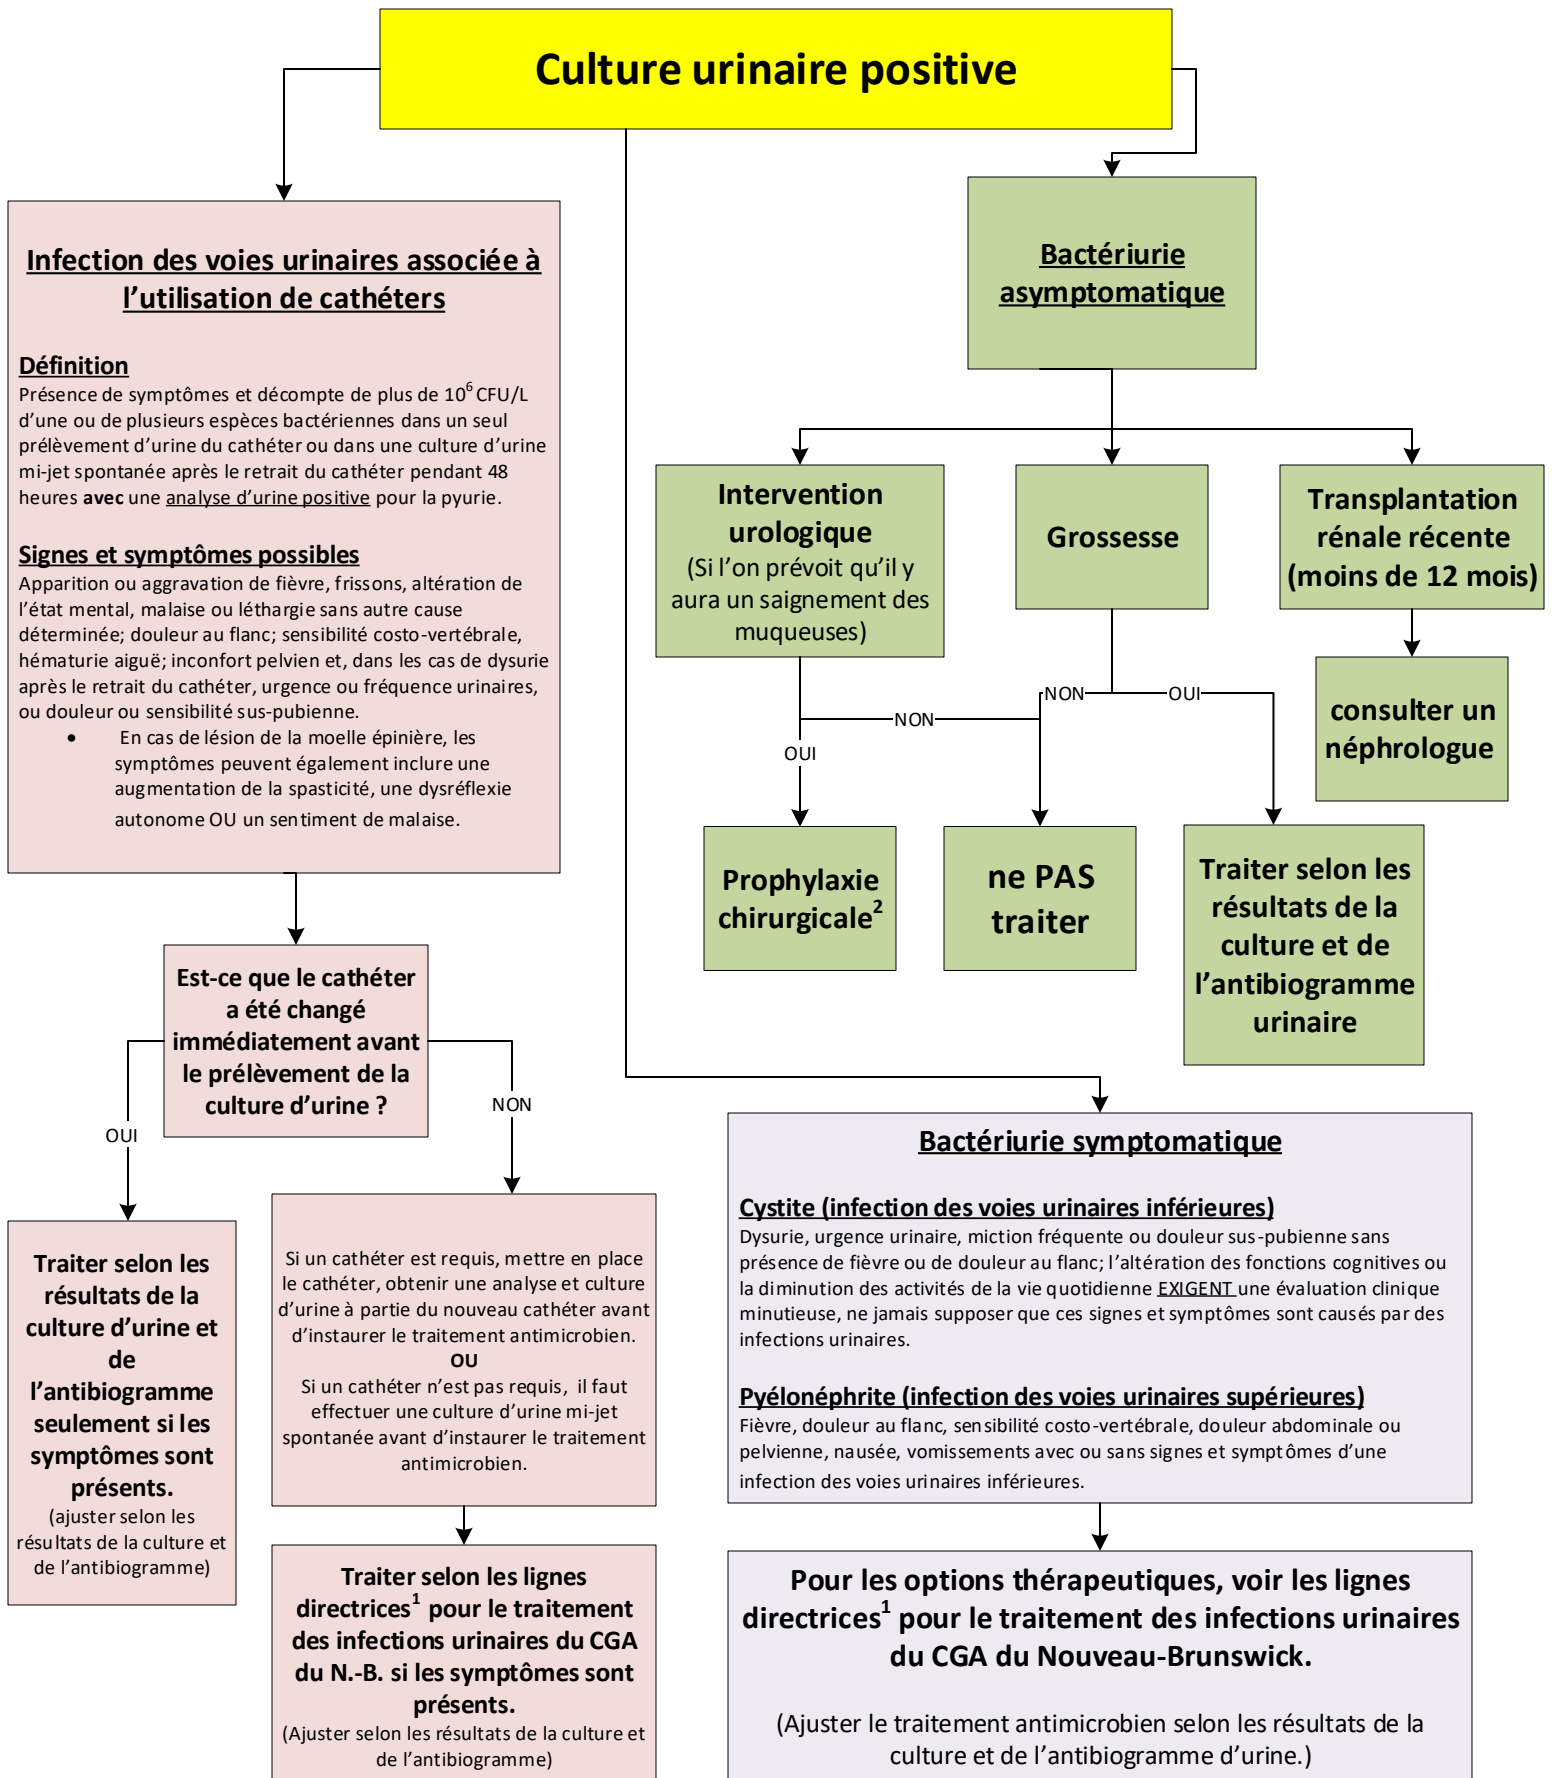 Culture urinaire positive
Infection des voies urinaires associée à
l’utilisation de cathéters
Définition
Présence de symptômes et décompte de plus de 10⁶ CFU/L
d’une ou de plusieurs espèces bactériennes dans un seul
prélèvement d’urine du cathéter ou dans une culture d’urine
mi-jet spontanée après le retrait du cathéter pendant 48
heures avec une analyse d’urine positive pour la pyurie.
Signes et symptômes possibles
Apparition ou aggravation de fièvre, frissons, altération de
l’état mental, malaise ou léthargie sans autre cause
déterminée; douleur au flanc; sensibilité costo-vertébrale,
hématurie aiguë; inconfort pelvien et, dans les cas de dysurie
après le retrait du cathéter, urgence ou fréquence urinaires,
ou douleur ou sensibilité sus-pubienne.
• En cas de lésion de la moelle épinière, les
symptômes peuvent également inclure une
augmentation de la spasticité, une dysréflexie
autonome OU un sentiment de malaise.
Est-ce que le cathéter
a été changé
immédiatement avant
le prélèvement de la
culture d’urine ?
OUI
NON
Traiter selon les
résultats de la
culture d’urine et
de
l’antibiogramme
seulement si les
symptômes sont
présents.
(ajuster selon les
résultats de la culture et
de l’antibiogramme)
Si un cathéter est requis, mettre en place
le cathéter, obtenir une analyse et culture
d’urine à partie du nouveau cathéter avant
d’instaurer le traitement antimicrobien.
OU
Si un cathéter n’est pas requis, il faut
effectuer une culture d’urine mi-jet
spontanée avant d’instaurer le traitement
antimicrobien.
Traiter selon les lignes
directrices¹ pour le traitement
des infections urinaires du CGA
du N.-B. si les symptômes sont
présents.
(Ajuster selon les résultats de la culture et
de l’antibiogramme)
Bactériurie
asymptomatique
Intervention
urologique
(Si l’on prévoit qu’il y
aura un saignement des
muqueuses)
Grossesse
Transplantation
rénale récente
(moins de 12 mois)
NON
OUI
NON
OUI
consulter un
néphrologue
Prophylaxie
chirurgicale²
ne PAS
traiter
Traiter selon les
résultats de la
culture et de
l’antibiogramme
urinaire
Bactériurie symptomatique
Cystite (infection des voies urinaires inférieures)
Dysurie, urgence urinaire, miction fréquente ou douleur sus-pubienne sans
présence de fièvre ou de douleur au flanc; l’altération des fonctions cognitives ou
la diminution des activités de la vie quotidienne EXIGENT une évaluation clinique
minutieuse, ne jamais supposer que ces signes et symptômes sont causés par des
infections urinaires.
Pyélonéphrite (infection des voies urinaires supérieures)
Fièvre, douleur au flanc, sensibilité costo-vertébrale, douleur abdominale ou
pelvienne, nausée, vomissements avec ou sans signes et symptômes d’une
infection des voies urinaires inférieures.
Pour les options thérapeutiques, voir les lignes
directrices¹ pour le traitement des infections urinaires
du CGA du Nouveau-Brunswick.
(Ajuster le traitement antimicrobien selon les résultats de la
culture et de l’antibiogramme d’urine.)